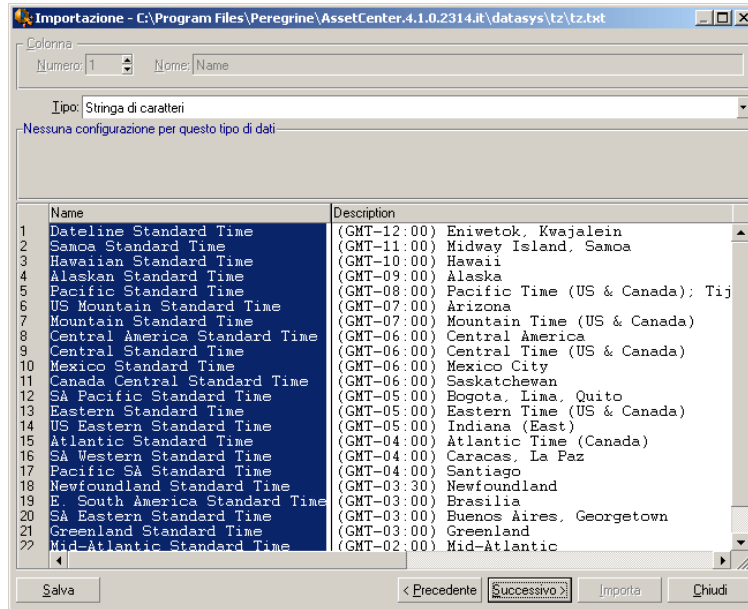 Importazione - C:\Program Files\Peregrine\AssetCenter.4.1.0.2314.it\datasys\tz\tz.txt
Colonna
Numero: 1 Nome: Name
Tipo: Stringa di caratteri
Nessuna configurazione per questo tipo di dati
Name Description
1 Dateline Standard Time (GMT-12:00) Eniwetok, Kwajalein
2 Samoa Standard Time (GMT-11:00) Midway Island, Samoa
3 Hawaiian Standard Time (GMT-10:00) Hawaii
4 Alaskan Standard Time (GMT-09:00) Alaska
5 Pacific Standard Time (GMT-08:00) Pacific Time (US & Canada); Tij
6 US Mountain Standard Time (GMT-07:00) Arizona
7 Mountain Standard Time (GMT-07:00) Mountain Time (US & Canada)
8 Central America Standard Time (GMT-06:00) Central America
9 Central Standard Time (GMT-06:00) Central Time (US & Canada)
10 Mexico Standard Time (GMT-06:00) Mexico City
11 Canada Central Standard Time (GMT-06:00) Saskatchewan
12 SA Pacific Standard Time (GMT-05:00) Bogota, Lima, Quito
13 Eastern Standard Time (GMT-05:00) Eastern Time (US & Canada)
14 US Eastern Standard Time (GMT-05:00) Indiana (East)
15 Atlantic Standard Time (GMT-04:00) Atlantic Time (Canada)
16 SA Western Standard Time (GMT-04:00) Caracas, La Paz
17 Pacific SA Standard Time (GMT-04:00) Santiago
18 Newfoundland Standard Time (GMT-03:30) Newfoundland
19 E. South America Standard Time (GMT-03:00) Brasilia
20 SA Eastern Standard Time (GMT-03:00) Buenos Aires, Georgetown
21 Greenland Standard Time (GMT-03:00) Greenland
22 Mid-Atlantic Standard Time (GMT-02:00) Mid-Atlantic
Salva < Precedente Successivo > Importa Chiudi